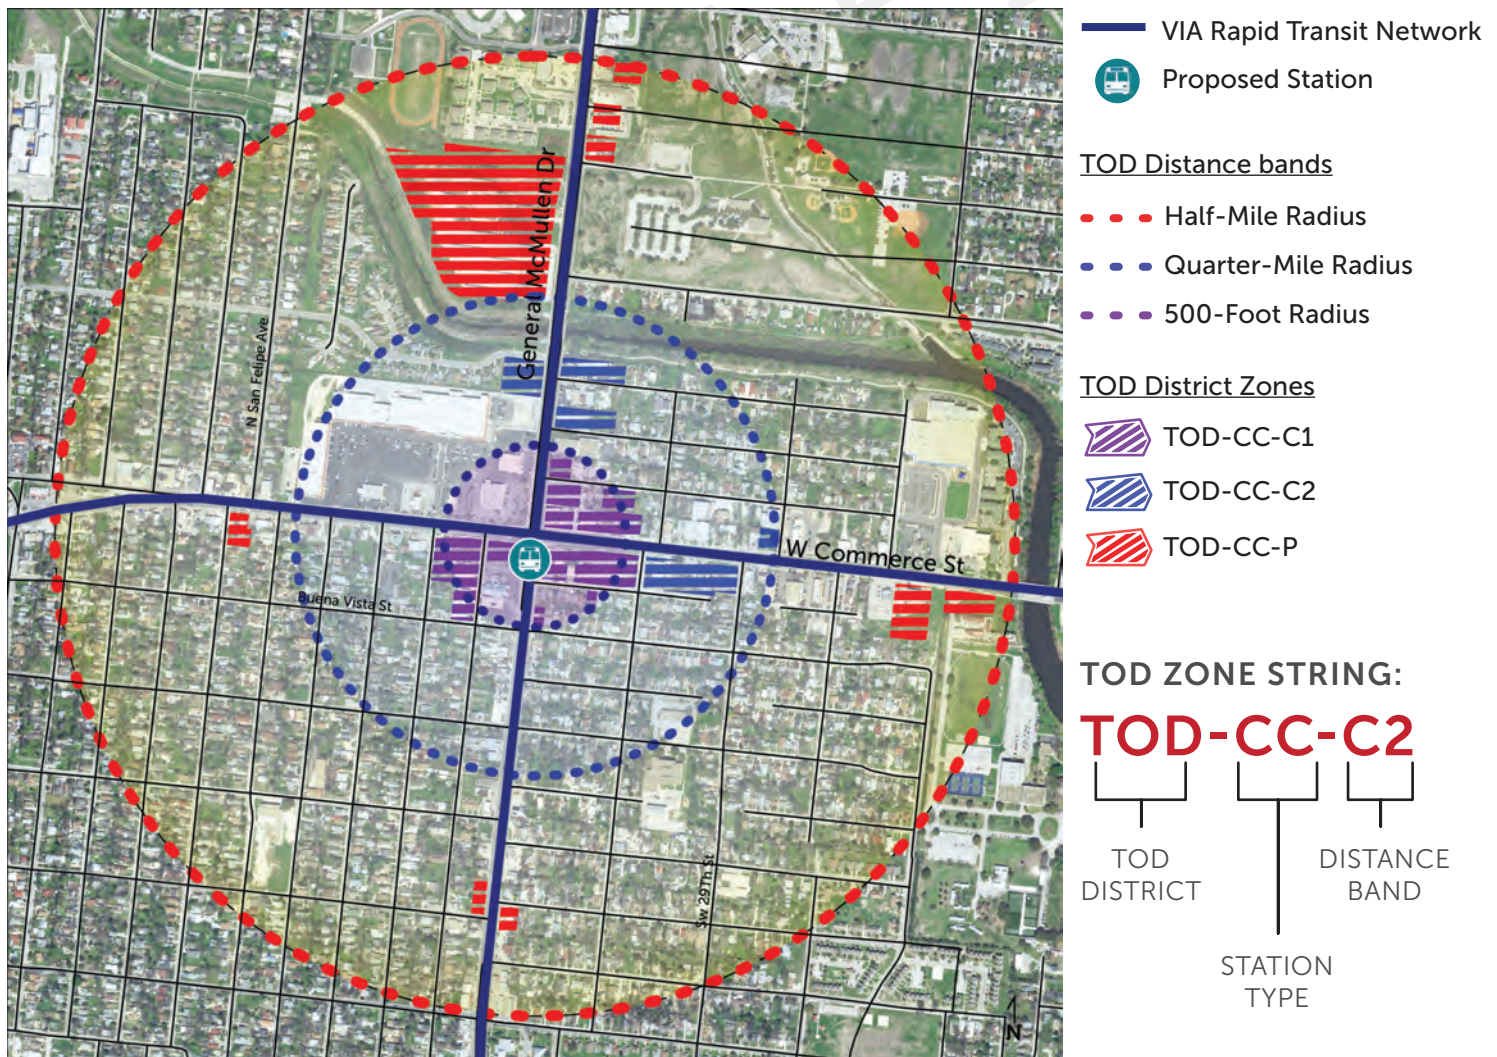 VIA Rapid Transit Network
Proposed Station
TOD Distance bands
Half-Mile Radius
Quarter-Mile Radius
500-Foot Radius
TOD District Zones
TOD-CC-C1
TOD-CC-C2
TOD-CC-P
TOD ZONE STRING:
TOD-CC-C2
TOD
DISTRICT
DISTANCE
BAND
STATION
TYPE
General McMullen Dr
N San Felipe Ave
W Commerce St
Buena Vista St
Sw 29Th St
N